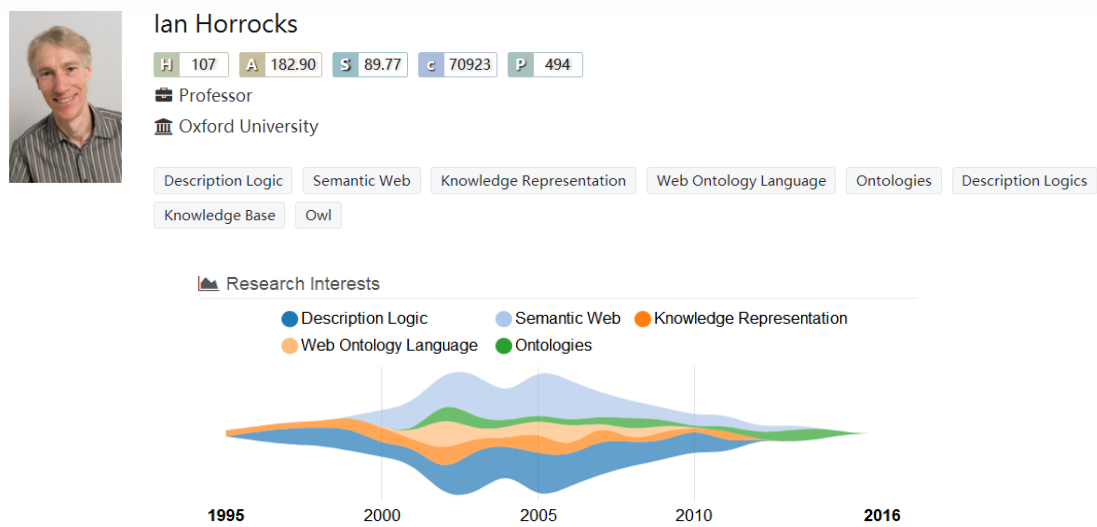 Ian Horrocks
H 107 A 182.90 S 89.77 c 70923 P 494
Professor
Oxford University
Description Logic Semantic Web Knowledge Representation Web Ontology Language Ontologies Description Logics
Knowledge Base Owl
Research Interests
Description Logic Semantic Web Knowledge Representation
Web Ontology Language Ontologies
1995 2000 2005 2010 2016